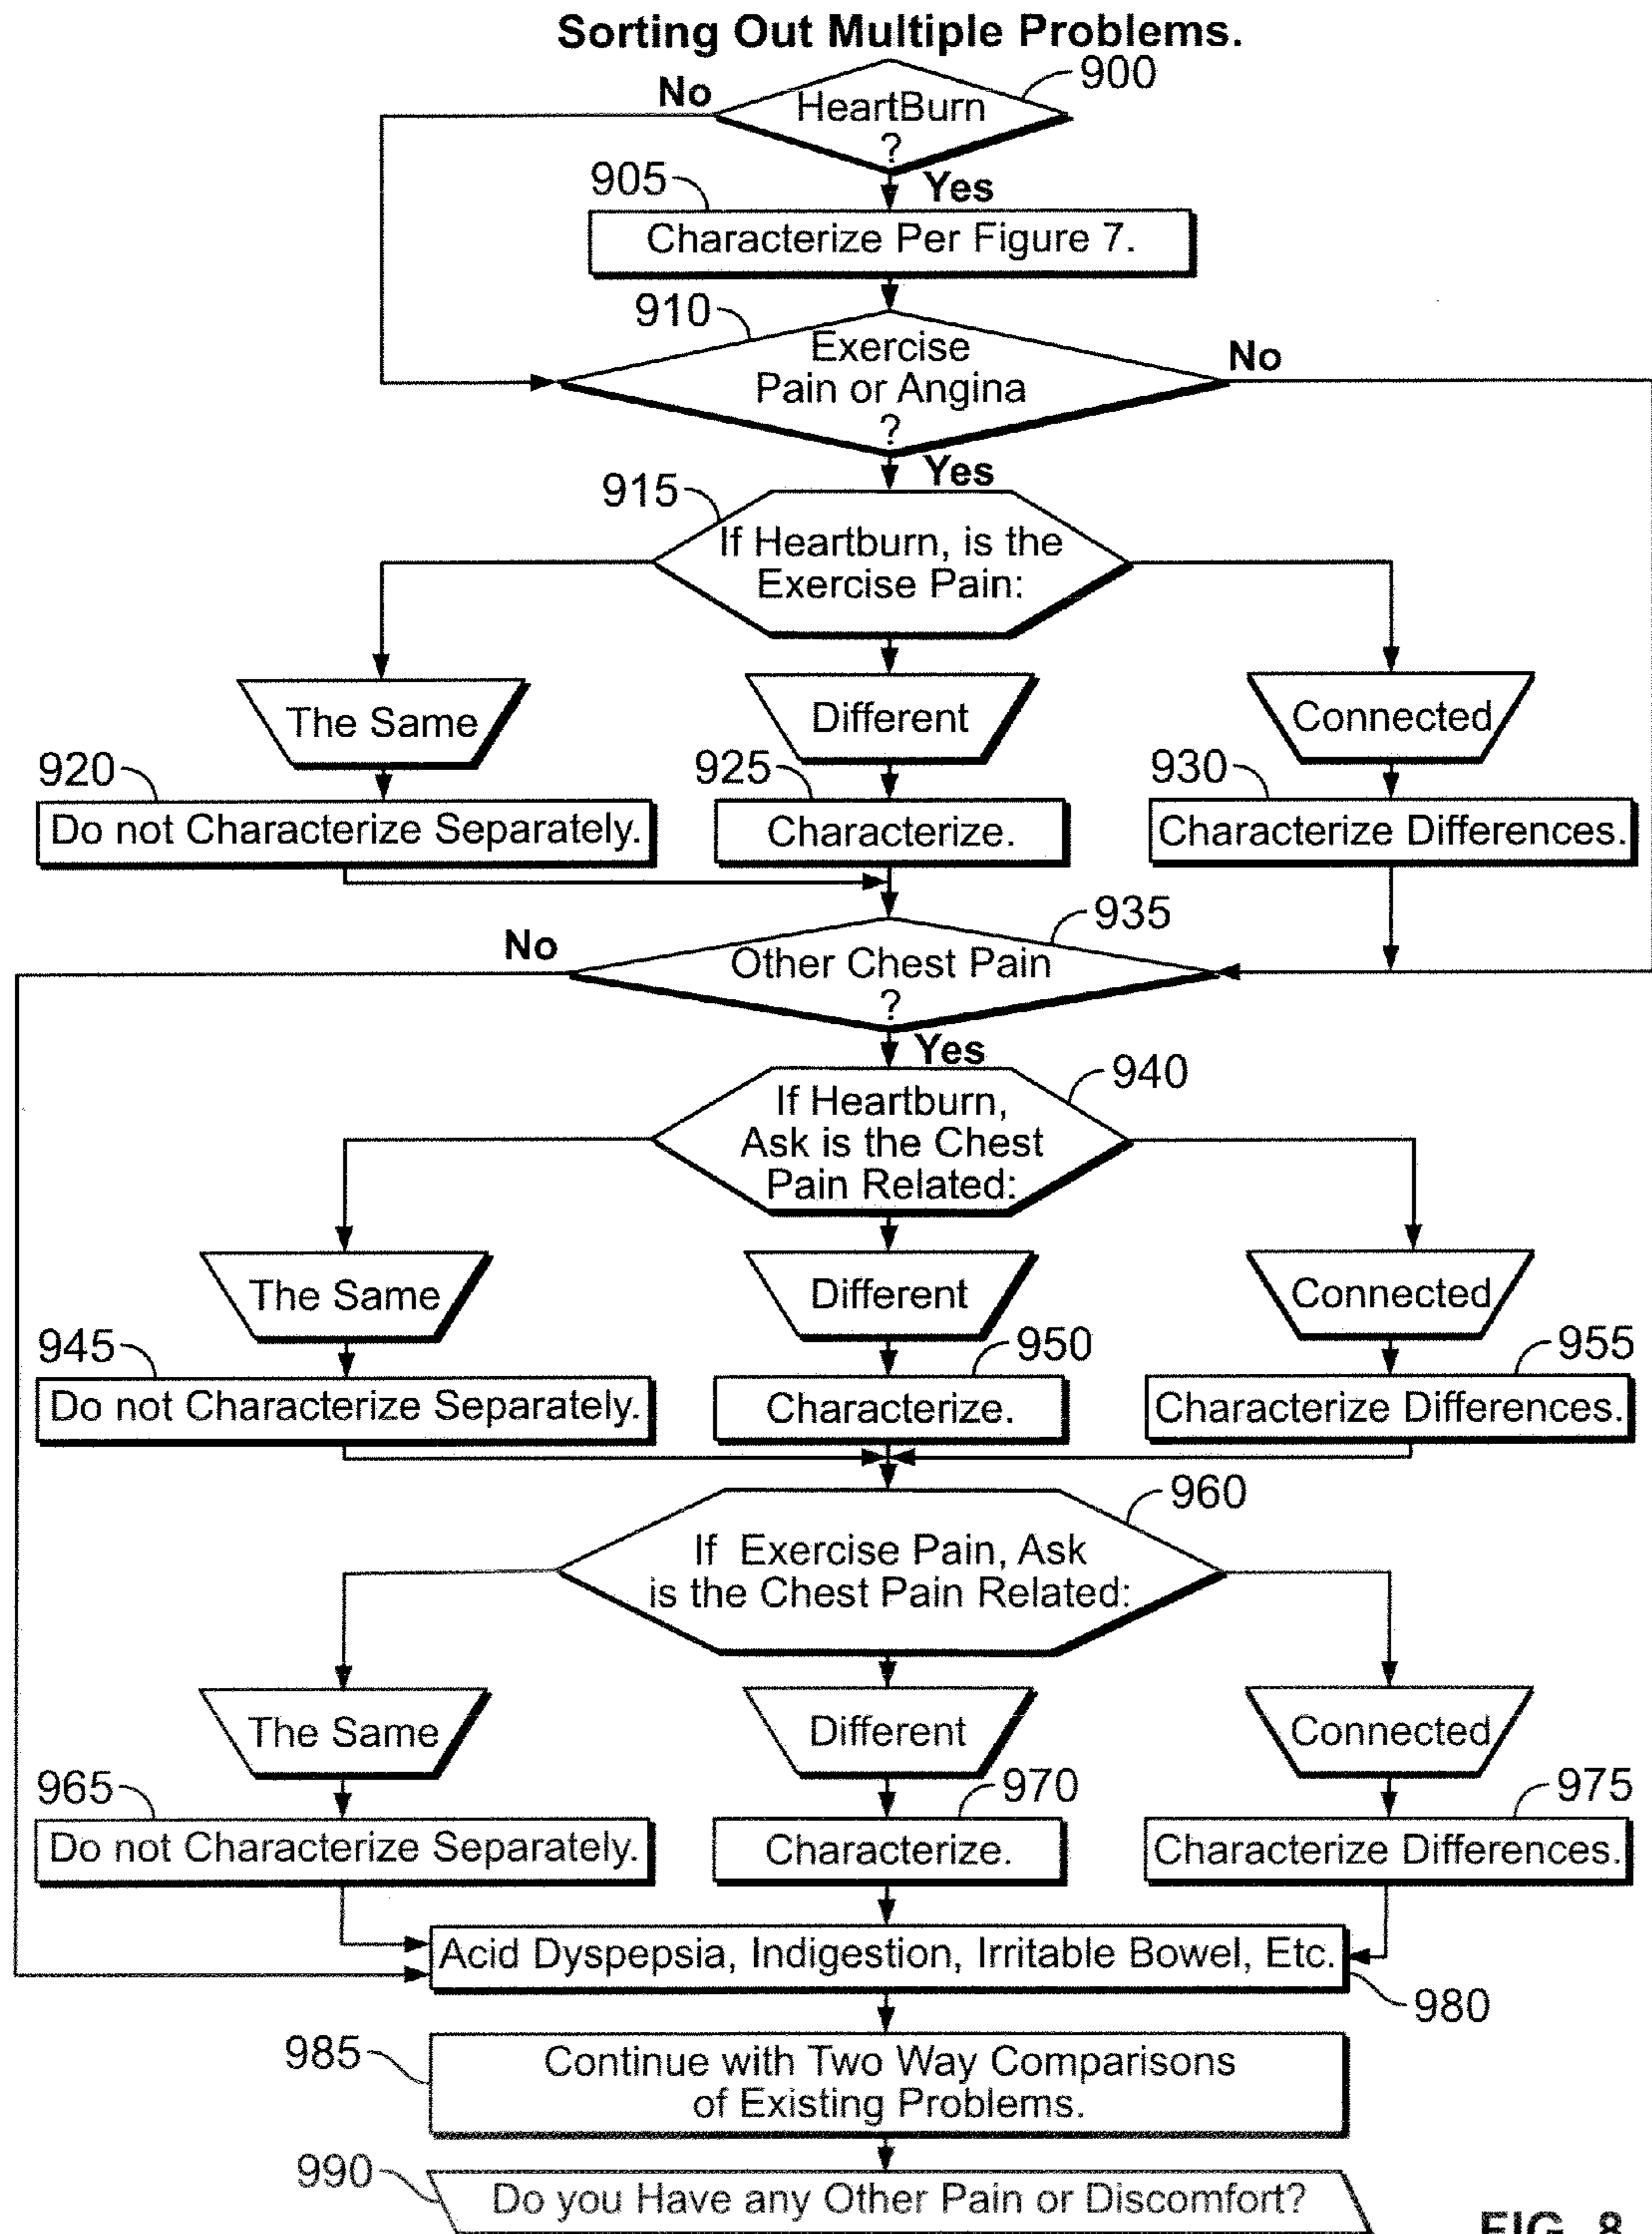 Sorting Out Multiple Problems.
900
No
HeartBurn
?
Yes
905
Characterize Per Figure 7.
910
Exercise
Pain or Angina
?
No
Yes
915
If Heartburn, is the
Exercise Pain:
The Same
Different
Connected
920
925
930
Do not Characterize Separately.
Characterize.
Characterize Differences.
935
No
Other Chest Pain
?
Yes
940
If Heartburn,
Ask is the Chest
Pain Related:
The Same
Different
Connected
945
950
955
Do not Characterize Separately.
Characterize.
Characterize Differences.
960
If Exercise Pain, Ask
is the Chest Pain Related:
The Same
Different
Connected
965
970
975
Do not Characterize Separately.
Characterize.
Characterize Differences.
Acid Dyspepsia, Indigestion, Irritable Bowel, Etc.
980
985
Continue with Two Way Comparisons
of Existing Problems.
990
Do you Have any Other Pain or Discomfort?
FIG. 8